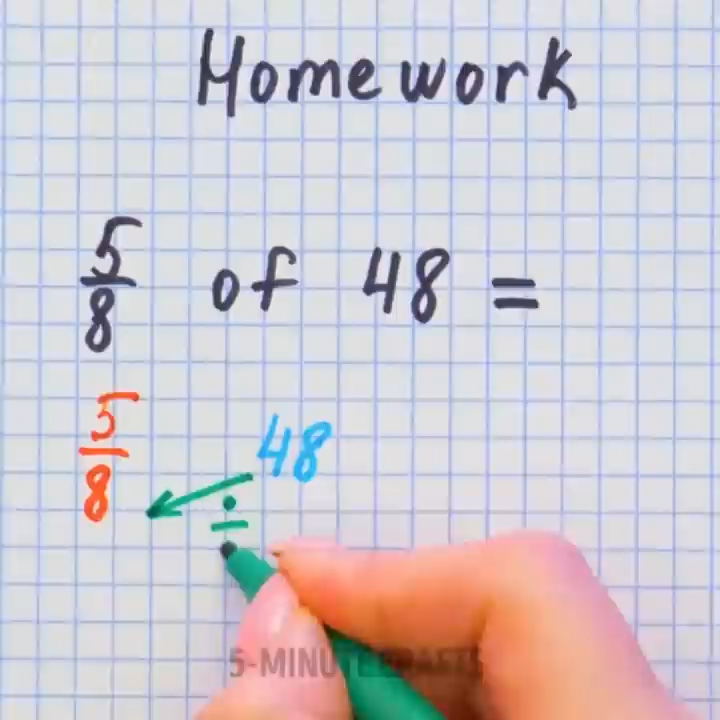 Homework
5/8 of 48 =
5/8 48
÷
5-MINUTE CRAFTS